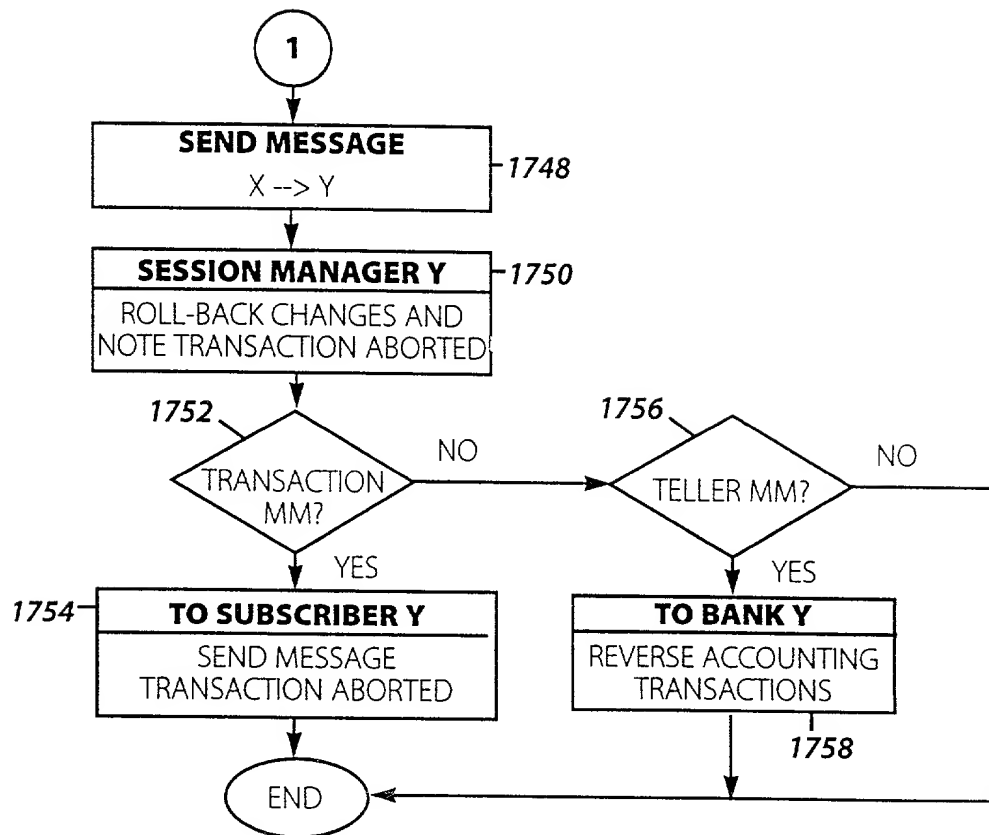 1
SEND MESSAGE
X --> Y
1748
SESSION MANAGER Y
1750
ROLL-BACK CHANGES AND
NOTE TRANSACTION ABORTED
1752
TRANSACTION
MM?
NO
1756
TELLER MM?
NO
YES
YES
1754
TO SUBSCRIBER Y
SEND MESSAGE
TRANSACTION ABORTED
TO BANK Y
REVERSE ACCOUNTING
TRANSACTIONS
1758
END